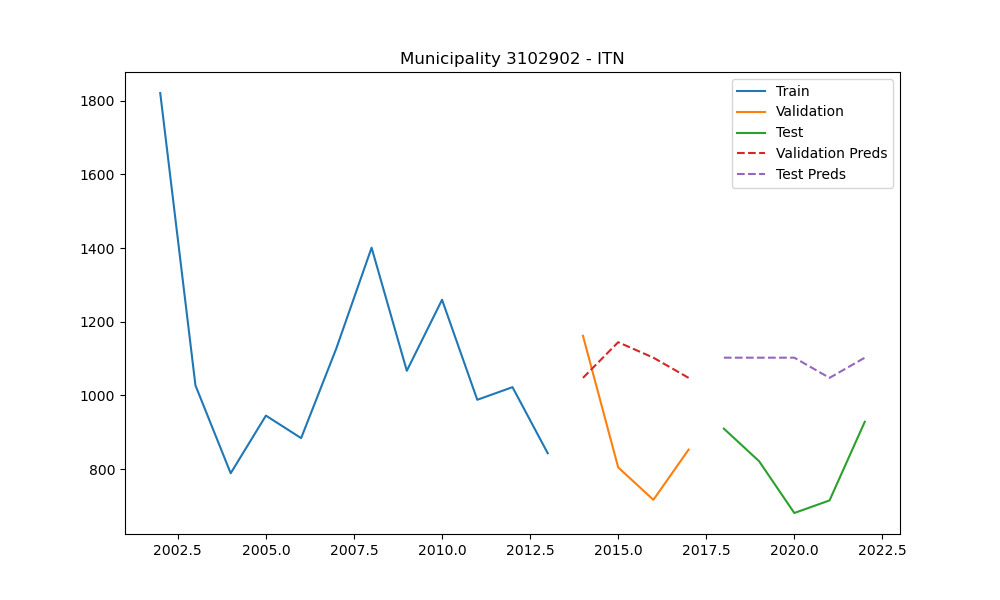 Municipality 3102902 - ITN
Train
Validation
Test
Validation Preds
Test Preds
1800
1600
1400
1200
1000
800
2002.5 2005.0 2007.5 2010.0 2012.5 2015.0 2017.5 2020.0 2022.5